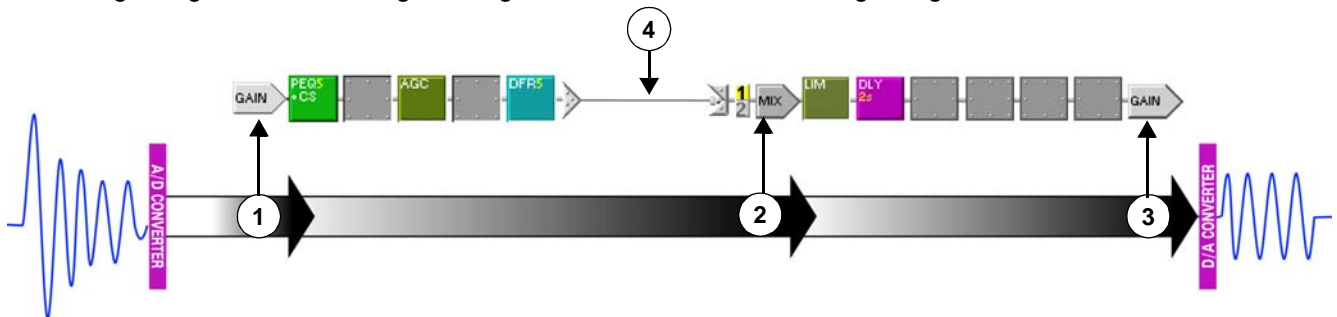 4
GAIN
PEQ5
+CS
AGC
DFR5
1
2
MIX
LIM
DLY
2s
GAIN
A/D CONVERTER
1
2
3
D/A CONVERTER